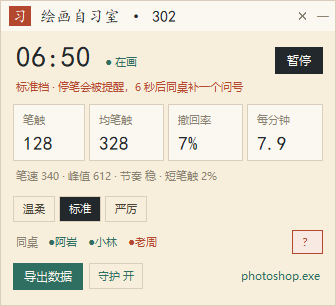 习 绘画自习室 · 302 × —
06:50 ●在画 暂停
标准档 · 停笔会被提醒，6 秒后同桌补一个问号
笔触 均笔触 撤回率 每分钟
128 328 7% 7.9
笔速 340 · 峰值 612 · 节奏 稳 · 短笔触 2%
温柔 标准 严厉
同桌 ●阿岩 ●小林 ●老周 ?
导出数据 守护 开 photoshop.exe